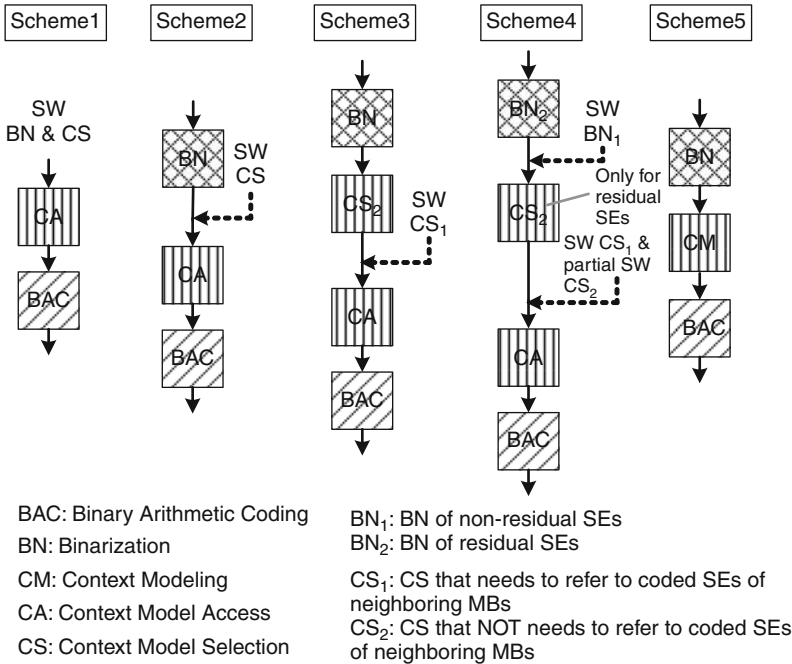 Scheme1
Scheme2
Scheme3
Scheme4
Scheme5
SW
BN & CS
CA
BAC
BN
SW
CS
CA
BAC
BN
CS₂
SW
CS₁
CA
BAC
BN₂
SW
BN₁
Only for
residual
SEs
CS₂
SW CS₁ &
partial SW
CS₂
CA
BAC
BN
CM
BAC
BAC: Binary Arithmetic Coding
BN: Binarization
CM: Context Modeling
CA: Context Model Access
CS: Context Model Selection
BN₁: BN of non-residual SEs
BN₂: BN of residual SEs
CS₁: CS that needs to refer to coded SEs of
neighboring MBs
CS₂: CS that NOT needs to refer to coded SEs
of neighboring MBs